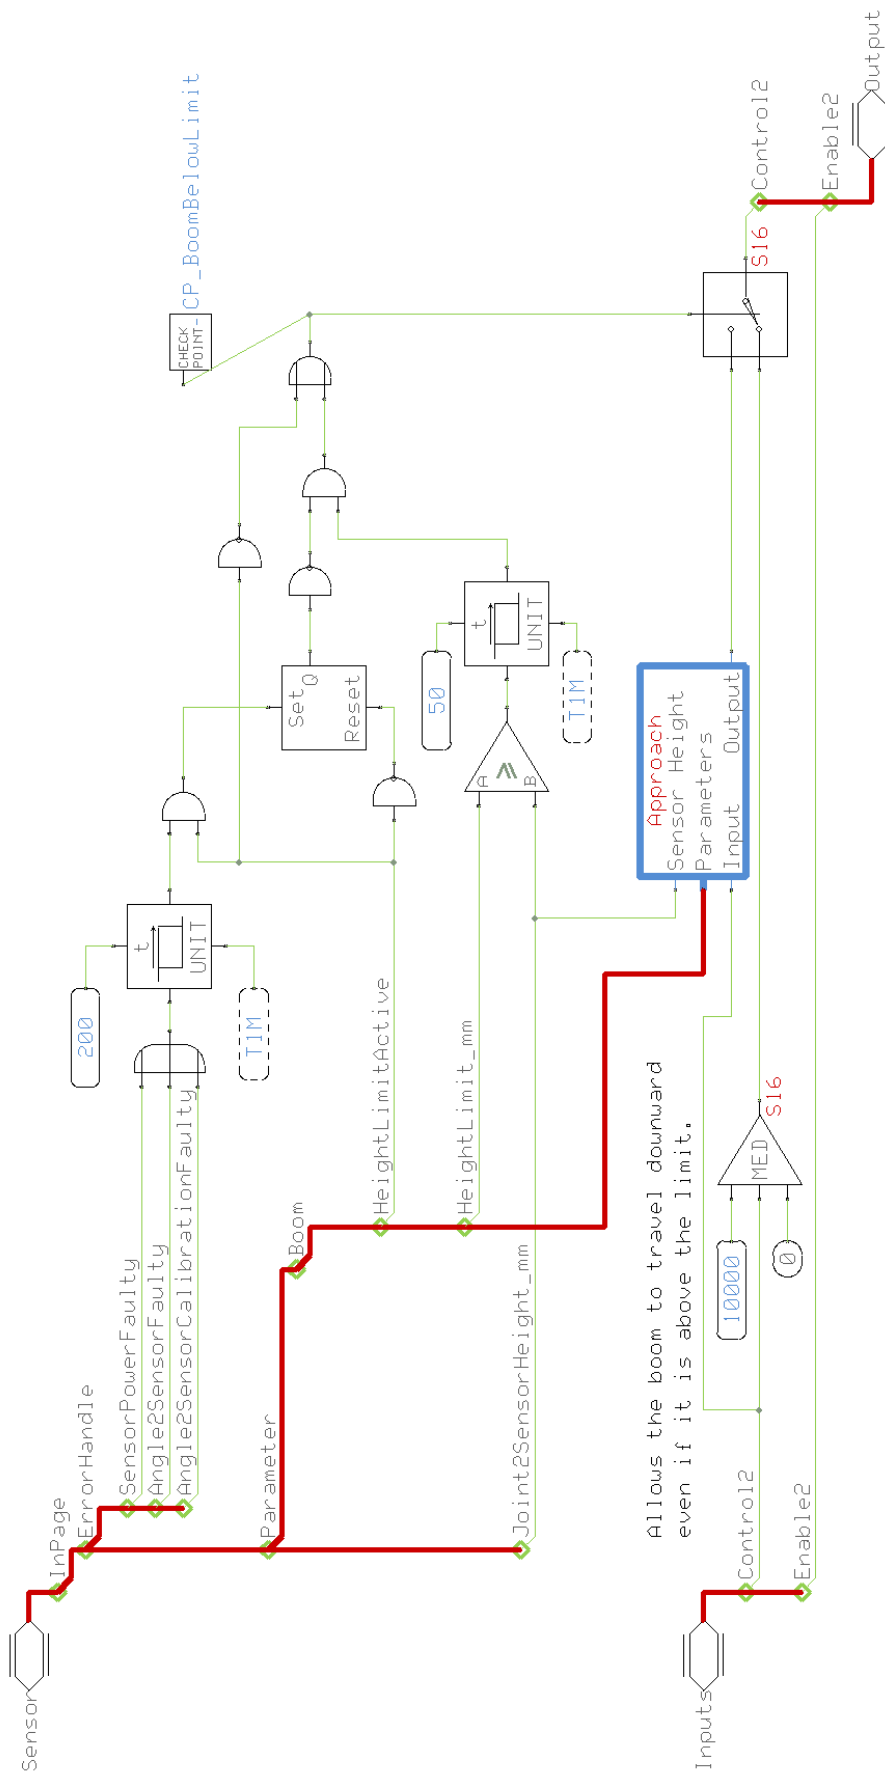 Sensor
InPage
ErrorHandle
SensorPowerFaulty
Angle2SensorFaulty
Angle2SensorCalibrationFaulty
Parameter
Boom
HeightLimitActive
HeightLimit_mm
Joint2SensorHeight_mm
200
t
UNIT
T1M
Set
Q
Reset
A
B
50
t
UNIT
T1M
CHECK
POINT-
CP_BoomBelowLimit
Approach
Sensor Height
Parameters
Input Output
Allows the boom to travel downward
even if it is above the limit.
Inputs
Control2
Enable2
10000
0
MED
S16
S16
Control2
Enable2
Output